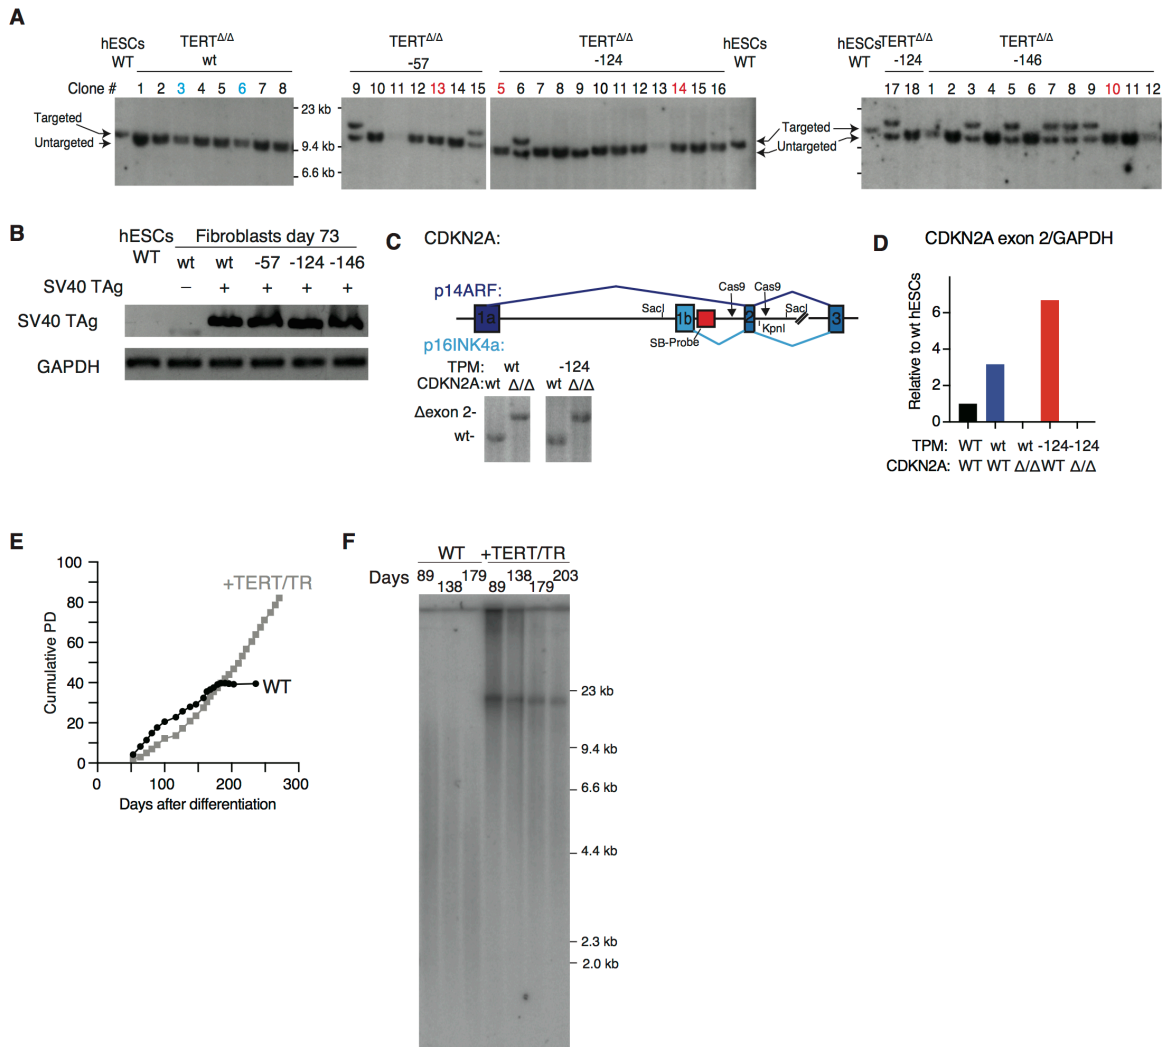 A
hESCs WT TERTΔ/Δ wt
TERTΔ/Δ -57
TERTΔ/Δ -124
hESCs WT
hESCs WT TERTΔ/Δ -124 TERTΔ/Δ -146
Clone # 1 2 3 4 5 6 7 8
9 10 11 12 13 14 15
5 6 7 8 9 10 11 12 13 14 15 16
17 18 1 2 3 4 5 6 7 8 9 10 11 12
Targeted
Untargeted
23 kb
9.4 kb
6.6 kb
Targeted
Untargeted
B
hESCs WT
Fibroblasts day 73
wt wt -57 -124 -146
SV40 TAg – + + + +
SV40 TAg
GAPDH
C
CDKN2A:
p14ARF:
1a SacI 1b Cas9 2 Cas9 SacI 3
KpnI
SB-Probe
p16INK4a:
TPM: wt -124
CDKN2A: wt Δ/Δ wt Δ/Δ
Δexon 2-
wt-
D
CDKN2A exon 2/GAPDH
Relative to wt hESCs
6
4
2
0
TPM: WT wt wt -124 -124
CDKN2A: WT WT Δ/Δ WT Δ/Δ
E
100
80
60
40
20
0
Cumulative PD
+TERT/TR
WT
0 100 200 300
Days after differentiation
F
WT +TERT/TR
Days 89 138 179 89 138 179 203
23 kb
9.4 kb
6.6 kb
4.4 kb
2.3 kb
2.0 kb